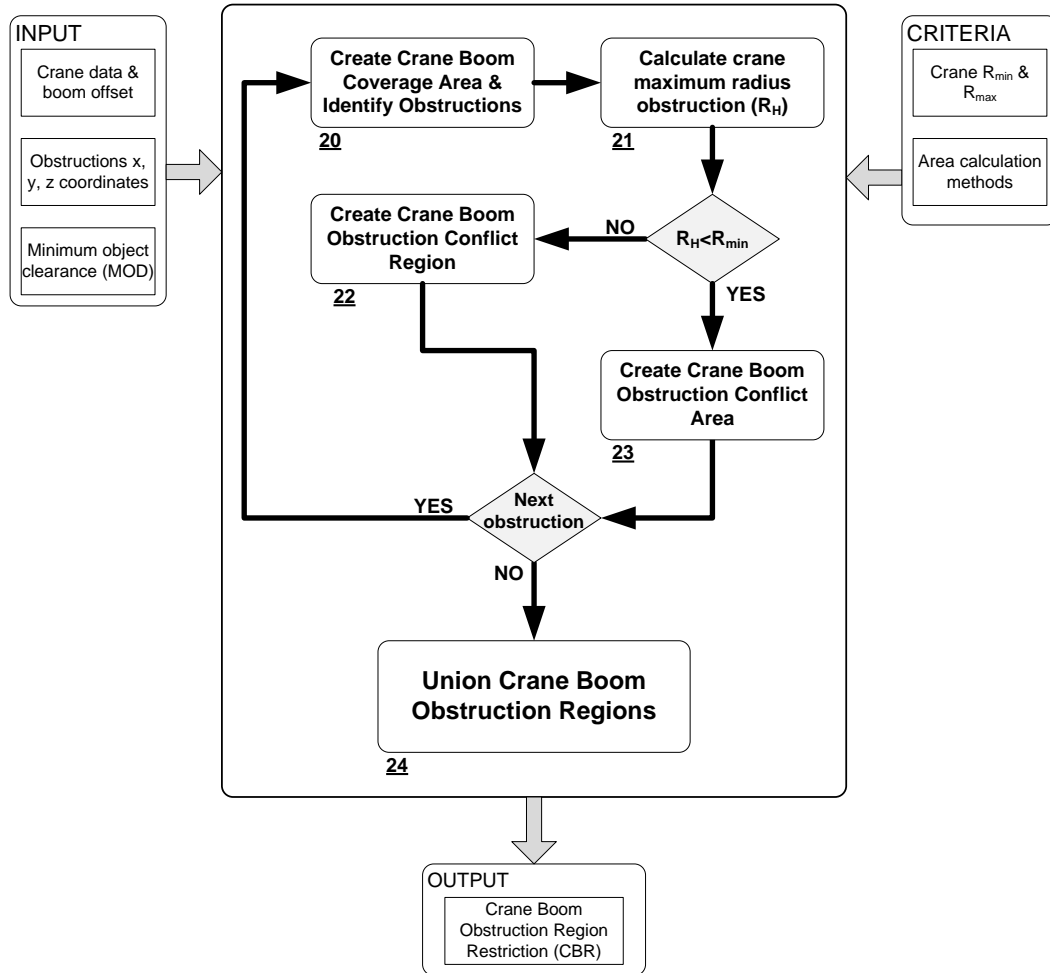 INPUT
Crane data &
boom offset
Obstructions x,
y, z coordinates
Minimum object
clearance (MOD)
Create Crane Boom
Coverage Area &
Identify Obstructions
20
Calculate crane
maximum radius
obstruction (RH)
21
CRITERIA
Crane Rmin &
Rmax
Area calculation
methods
RH<Rmin
NO
YES
Create Crane Boom
Obstruction Conflict
Region
22
Create Crane Boom
Obstruction Conflict
Area
23
Next
obstruction
YES
NO
Union Crane Boom
Obstruction Regions
24
OUTPUT
Crane Boom
Obstruction Region
Restriction (CBR)